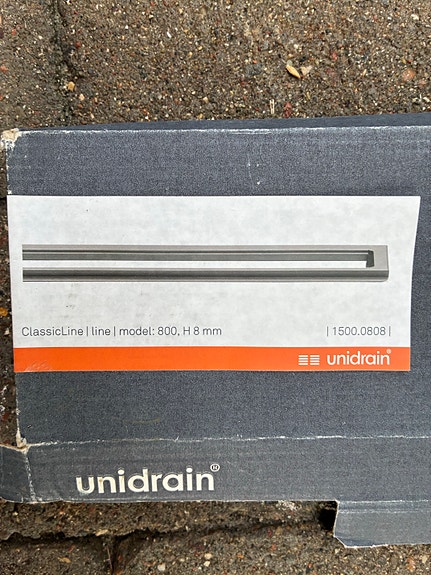 ClassicLine | line | model: 800, H 8 mm | 1500.0808 |
unidrain®
unidrain®